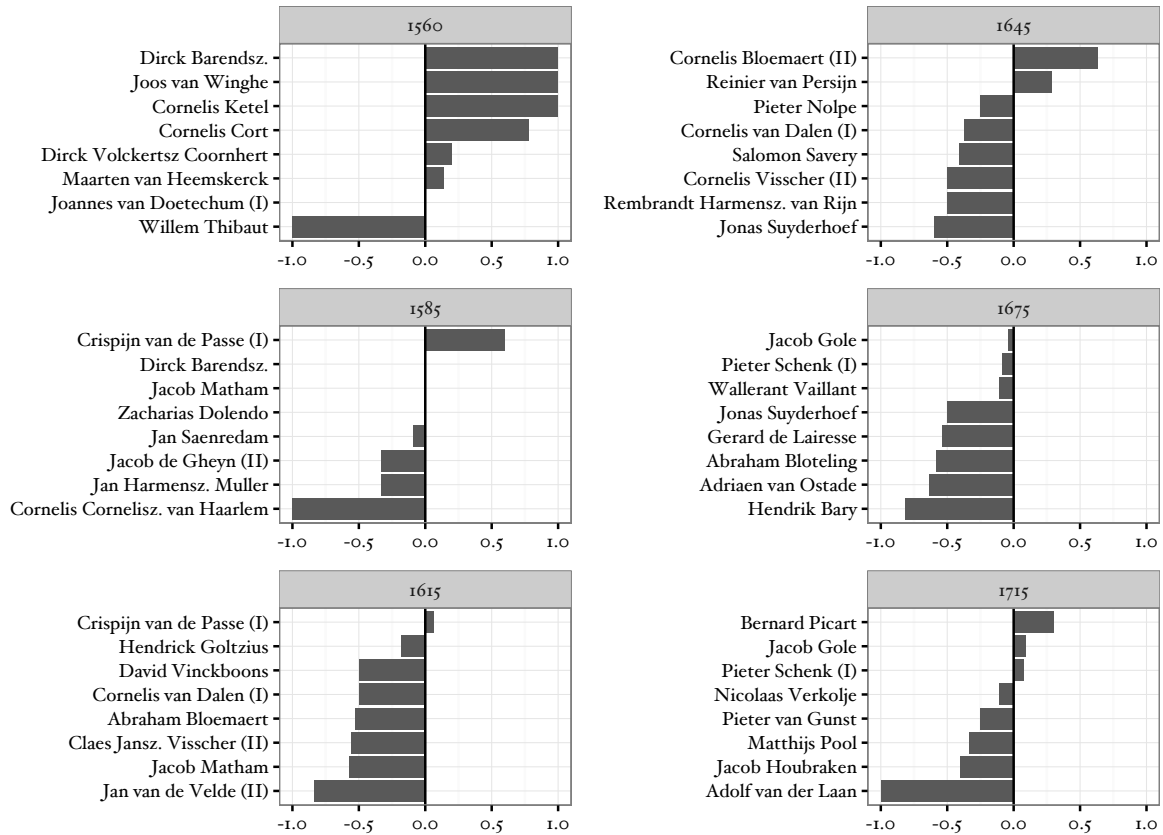 1560
Dirck Barendsz.
Joos van Winghe
Cornelis Ketel
Cornelis Cort
Dirck Volckertsz Coornhert
Maarten van Heemskerck
Joannes van Doetechum (I)
Willem Thibaut
-1.0 -0.5 0.0 0.5 1.0
1645
Cornelis Bloemaert (II)
Reinier van Persijn
Pieter Nolpe
Cornelis van Dalen (I)
Salomon Savery
Cornelis Visscher (II)
Rembrandt Harmensz. van Rijn
Jonas Suyderhoef
-1.0 -0.5 0.0 0.5 1.0
1585
Crispijn van de Passe (I)
Dirck Barendsz.
Jacob Matham
Zacharias Dolendo
Jan Saenredam
Jacob de Gheyn (II)
Jan Harmensz. Muller
Cornelis Cornelisz. van Haarlem
-1.0 -0.5 0.0 0.5 1.0
1675
Jacob Gole
Pieter Schenk (I)
Wallerant Vaillant
Jonas Suyderhoef
Gerard de Lairesse
Abraham Bloteling
Adriaen van Ostade
Hendrik Bary
-1.0 -0.5 0.0 0.5 1.0
1615
Crispijn van de Passe (I)
Hendrick Goltzius
David Vinckboons
Cornelis van Dalen (I)
Abraham Bloemaert
Claes Jansz. Visscher (II)
Jacob Matham
Jan van de Velde (II)
-1.0 -0.5 0.0 0.5 1.0
1715
Bernard Picart
Jacob Gole
Pieter Schenk (I)
Nicolaas Verkolje
Pieter van Gunst
Matthijs Pool
Jacob Houbraken
Adolf van der Laan
-1.0 -0.5 0.0 0.5 1.0